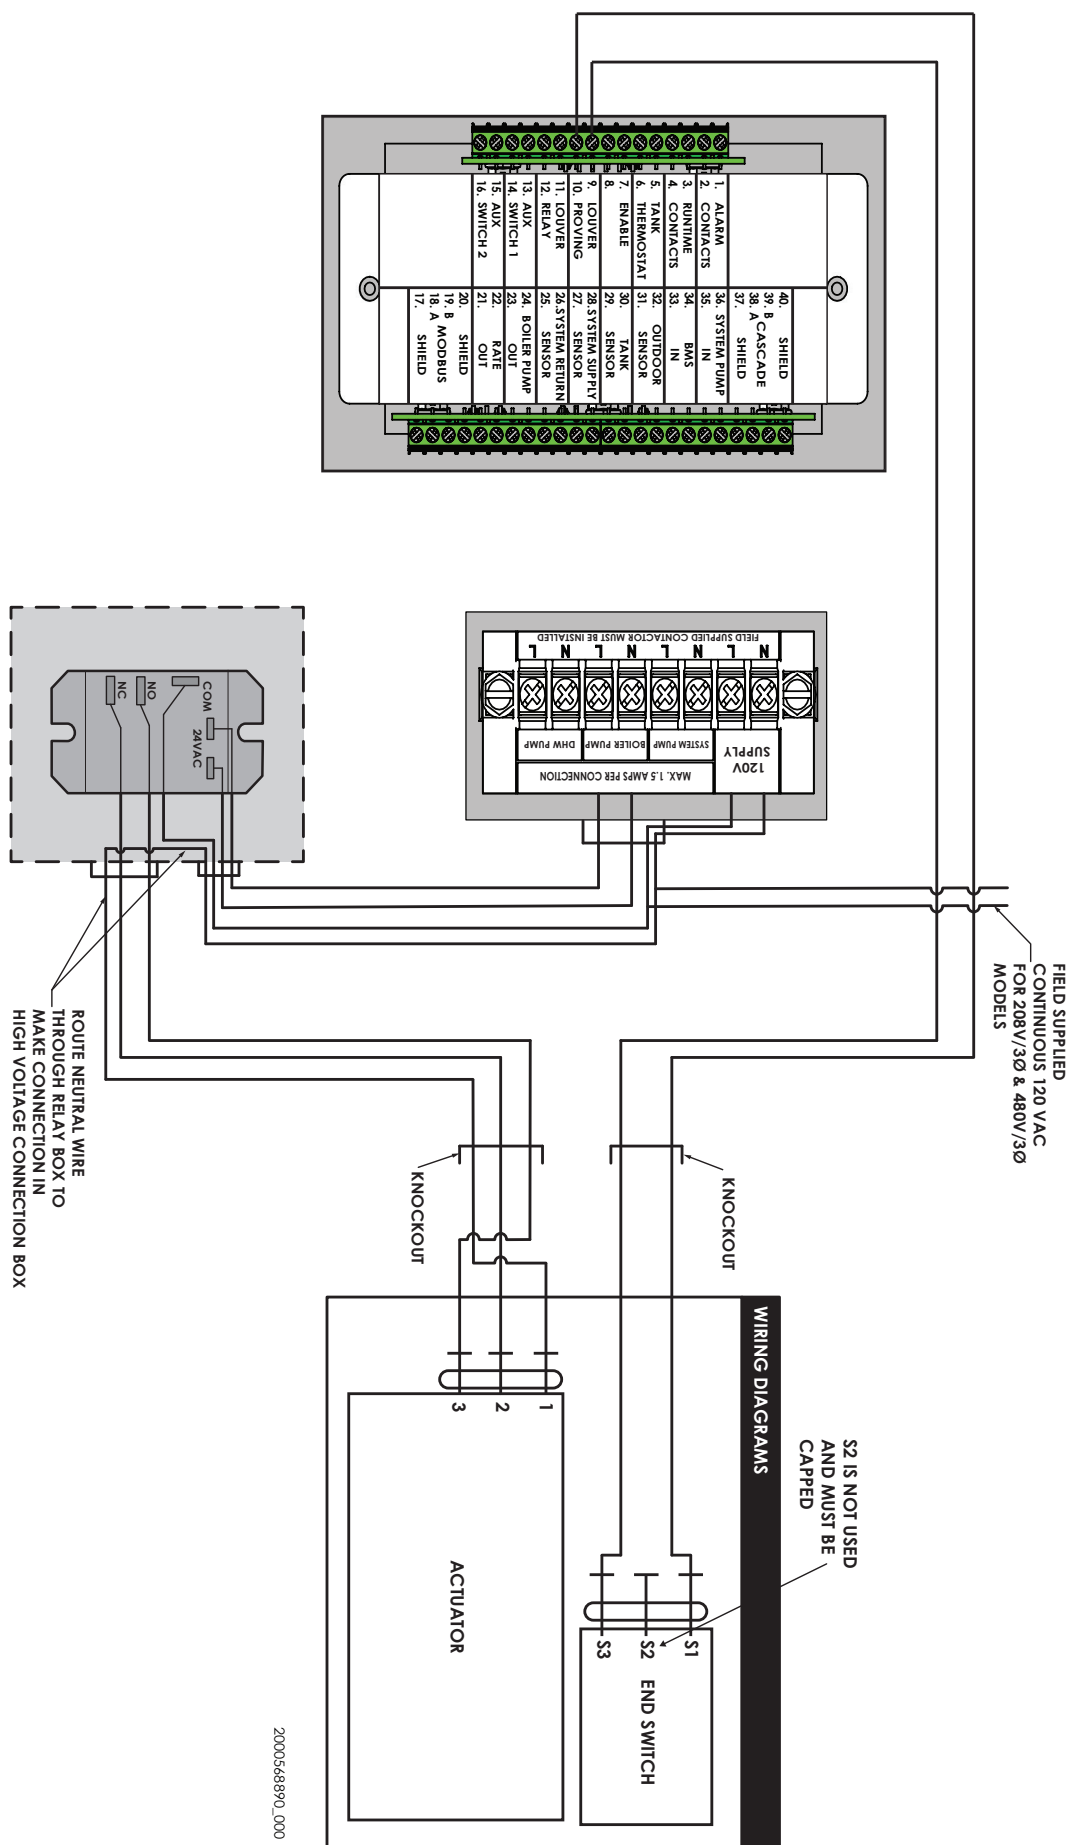 WIRING DIAGRAMS
FIELD SUPPLIED
CONTINUOUS 120 VAC
FOR 208V/3Ø & 480V/3Ø
MODELS
1. ALARM
2. CONTACTS
3. RUNTIME
4. CONTACTS
5. TANK
6. THERMOSTAT
7. ENABLE
8.
9. LOUVER
10. PROVING
11. LOUVER
12. RELAY
13. AUX
14. SWITCH 1
15. AUX
16. SWITCH 2
40. SHIELD
39. B CASCADE
38. A
37. SHIELD
36. SYSTEM PUMP
35. IN
34. BMS
33. IN
32. OUTDOOR
31. SENSOR
30. TANK
29. SENSOR
28.SYSTEM SUPPLY
27. SENSOR
26.SYSTEM RETURN
25. SENSOR
24. BOILER PUMP
23. OUT
22. RATE
21. OUT
20. SHIELD
19. B MODBUS
18. A
17. SHIELD
FIELD SUPPLIED CONTACTOR MUST BE INSTALLED
L N L N L N L N
DHW PUMP
BOILER PUMP
SYSTEM PUMP
120V
SUPPLY
MAX. 1.5 AMPS PER CONNECTION
COM
24VAC
NO
NC
ROUTE NEUTRAL WIRE
THROUGH RELAY BOX TO
MAKE CONNECTION IN
HIGH VOLTAGE CONNECTION BOX
KNOCKOUT
KNOCKOUT
S2 IS NOT USED
AND MUST BE
CAPPED
S1
S2
S3
END SWITCH
1
2
3
ACTUATOR
2000568890_000